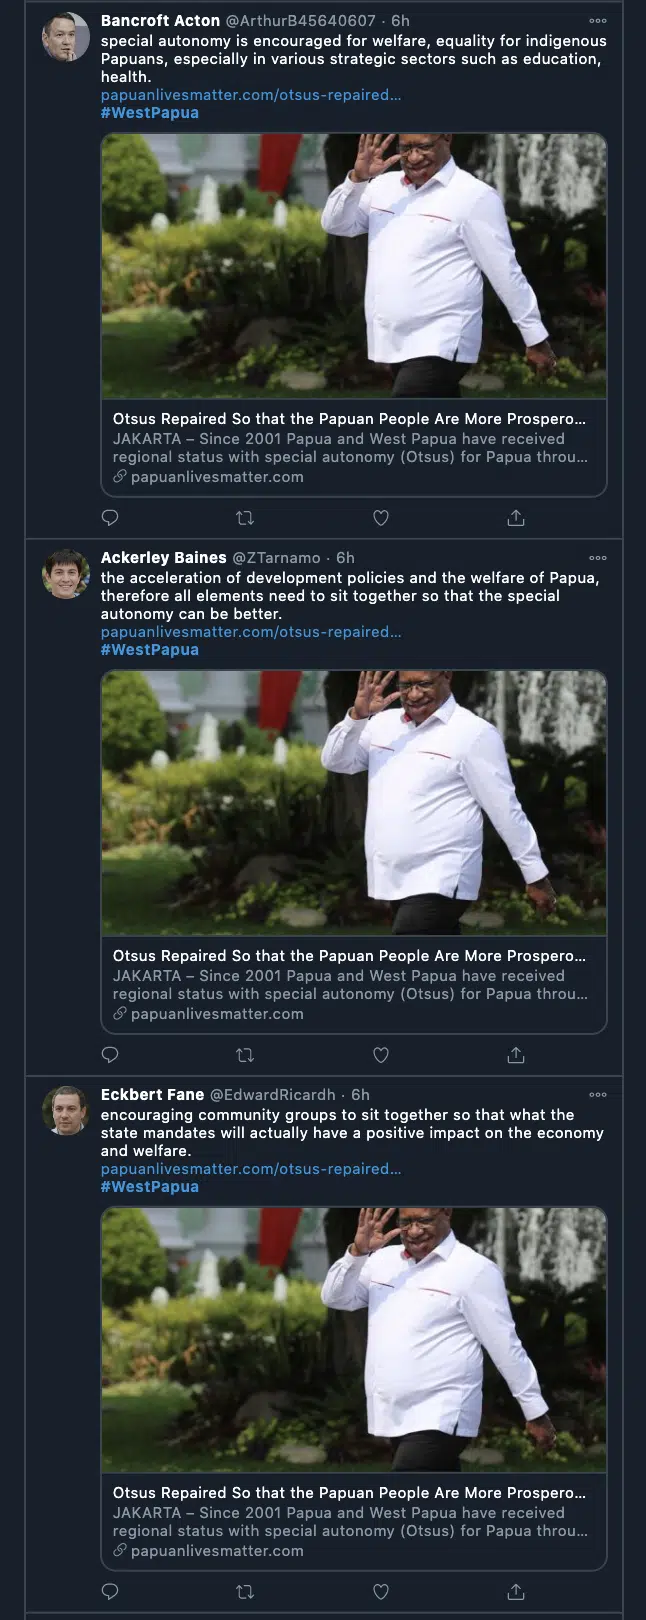 Bancroft Acton @ArthurB45640607 · 6h
special autonomy is encouraged for welfare, equality for indigenous
Papuans, especially in various strategic sectors such as education,
health.
papuanlivesmatter.com/otsus-repaired...
#WestPapua
Otsus Repaired So that the Papuan People Are More Prospero...
JAKARTA – Since 2001 Papua and West Papua have received
regional status with special autonomy (Otsus) for Papua throu...
papuanlivesmatter.com
Ackerley Baines @ZTarnamo · 6h
the acceleration of development policies and the welfare of Papua,
therefore all elements need to sit together so that the special
autonomy can be better.
papuanlivesmatter.com/otsus-repaired...
#WestPapua
Otsus Repaired So that the Papuan People Are More Prospero...
JAKARTA – Since 2001 Papua and West Papua have received
regional status with special autonomy (Otsus) for Papua throu...
papuanlivesmatter.com
Eckbert Fane @EdwardRicardh · 6h
encouraging community groups to sit together so that what the
state mandates will actually have a positive impact on the economy
and welfare.
papuanlivesmatter.com/otsus-repaired...
#WestPapua
Otsus Repaired So that the Papuan People Are More Prospero...
JAKARTA – Since 2001 Papua and West Papua have received
regional status with special autonomy (Otsus) for Papua throu...
papuanlivesmatter.com